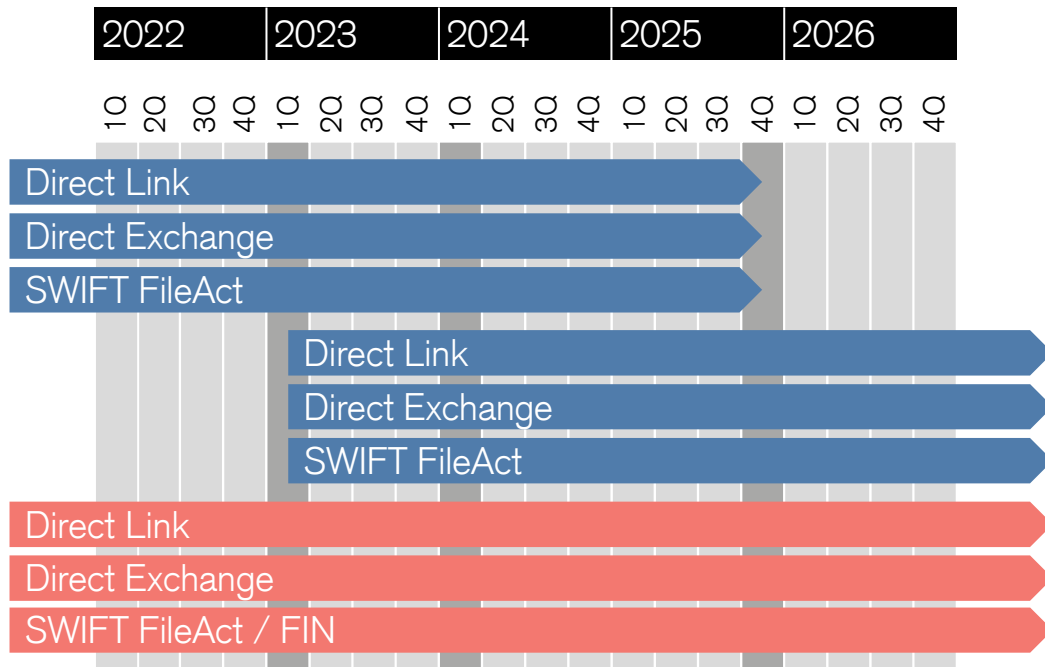 2022 2023 2024 2025 2026
1Q 2Q 3Q 4Q 1Q 2Q 3Q 4Q 1Q 2Q 3Q 4Q 1Q 2Q 3Q 4Q 1Q 2Q 3Q 4Q
Direct Link
Direct Exchange
SWIFT FileAct
Direct Link
Direct Exchange
SWIFT FileAct
Direct Link
Direct Exchange
SWIFT FileAct / FIN